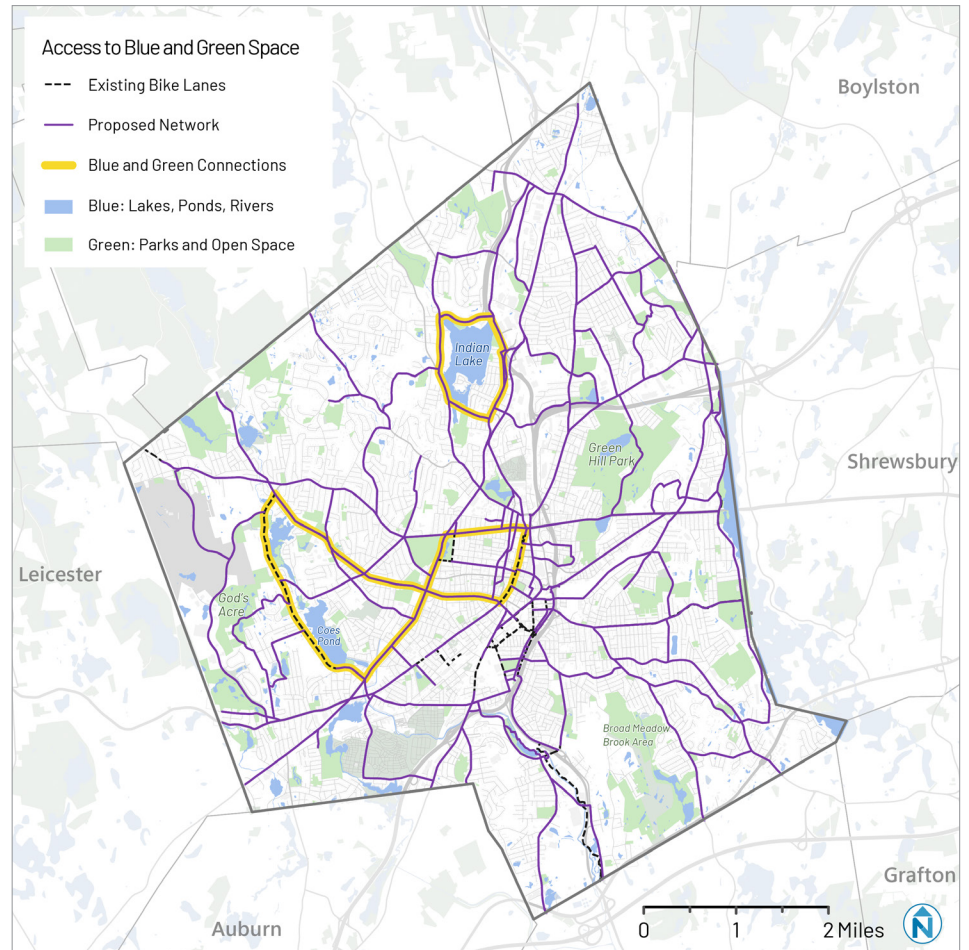 Access to Blue and Green Space
Existing Bike Lanes
Proposed Network
Blue and Green Connections
Blue: Lakes, Ponds, Rivers
Green: Parks and Open Space
Boylston
Indian
Lake
Green
Hill Park
Shrewsbury
Leicester
God's
Acre
Coes
Pond
Broad Meadow
Brook Area
Grafton
Auburn
0 1 2 Miles
N